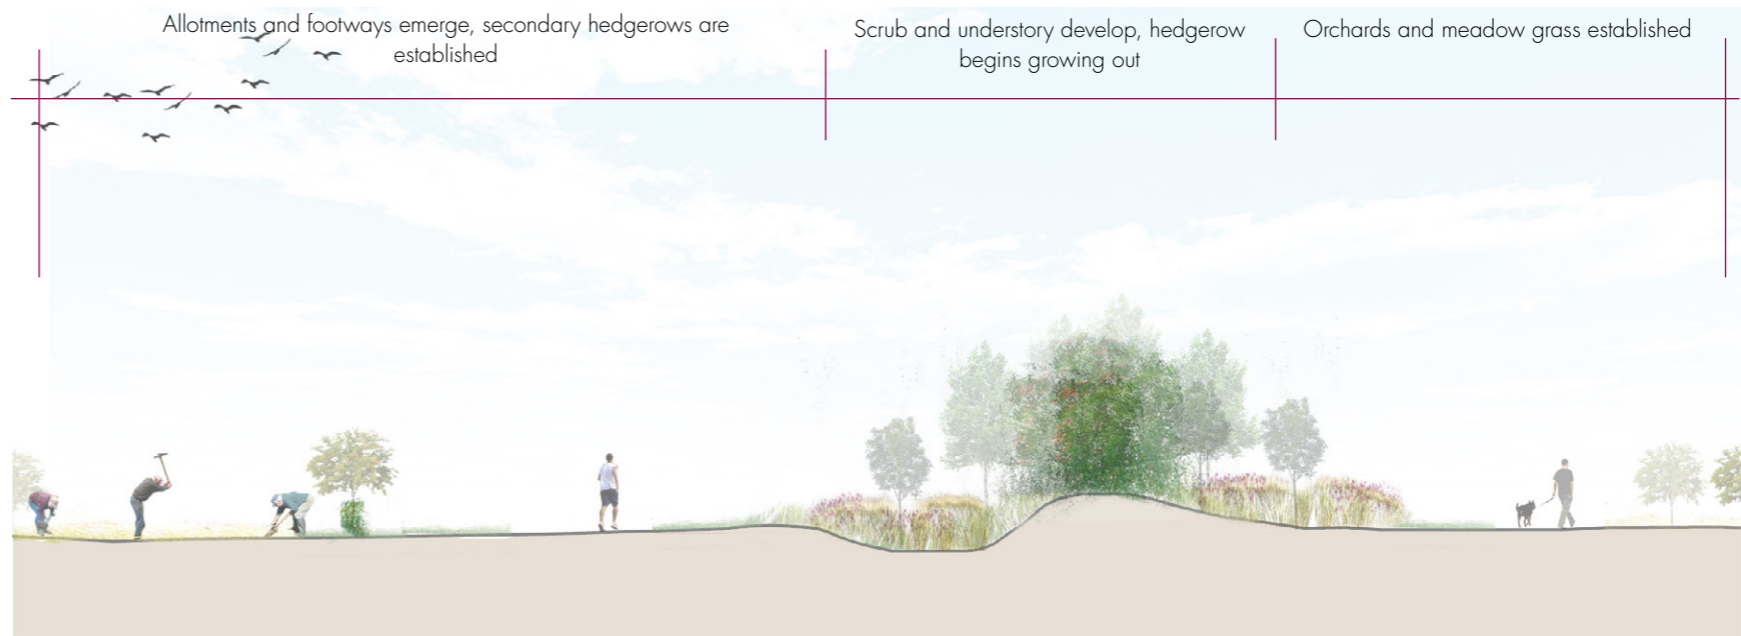 Allotments and footways emerge, secondary hedgerows are
established
Scrub and understory develop, hedgerow
begins growing out
Orchards and meadow grass established